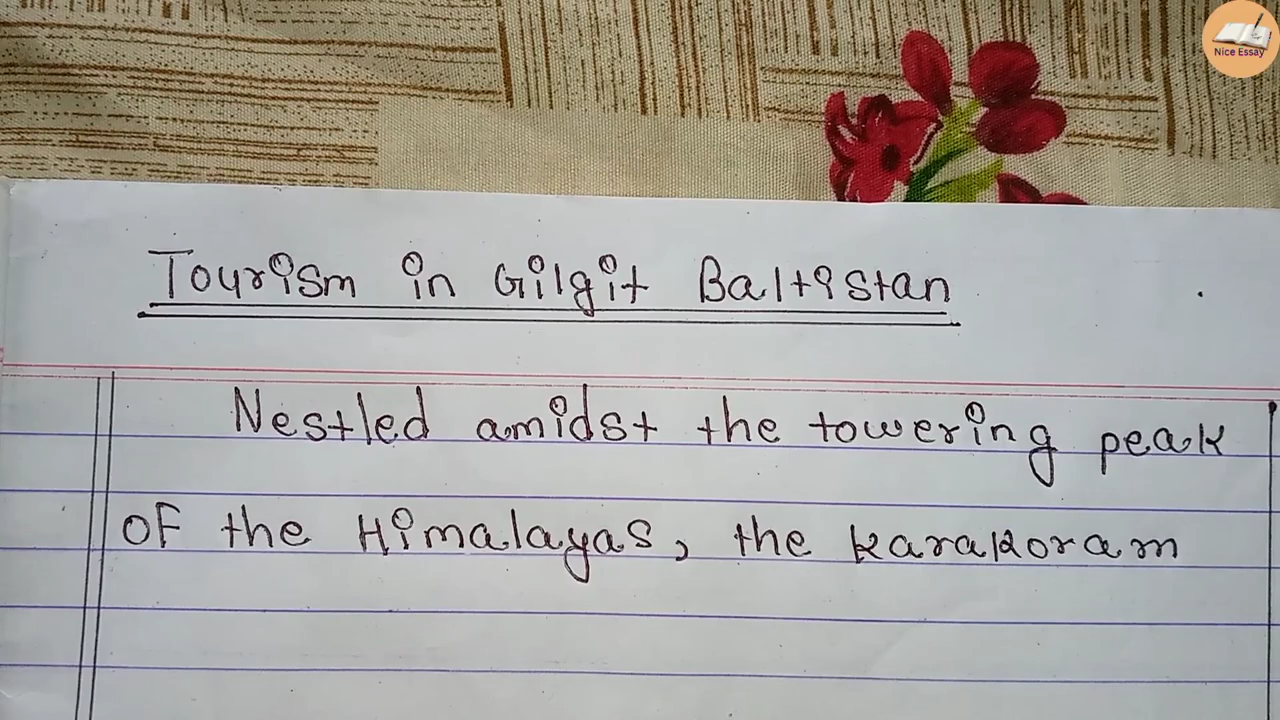 Nice Essay
Tourism in Gilgit Baltistan
Nestled amidst the towering peak
OF the Himalayas, the Karakoram